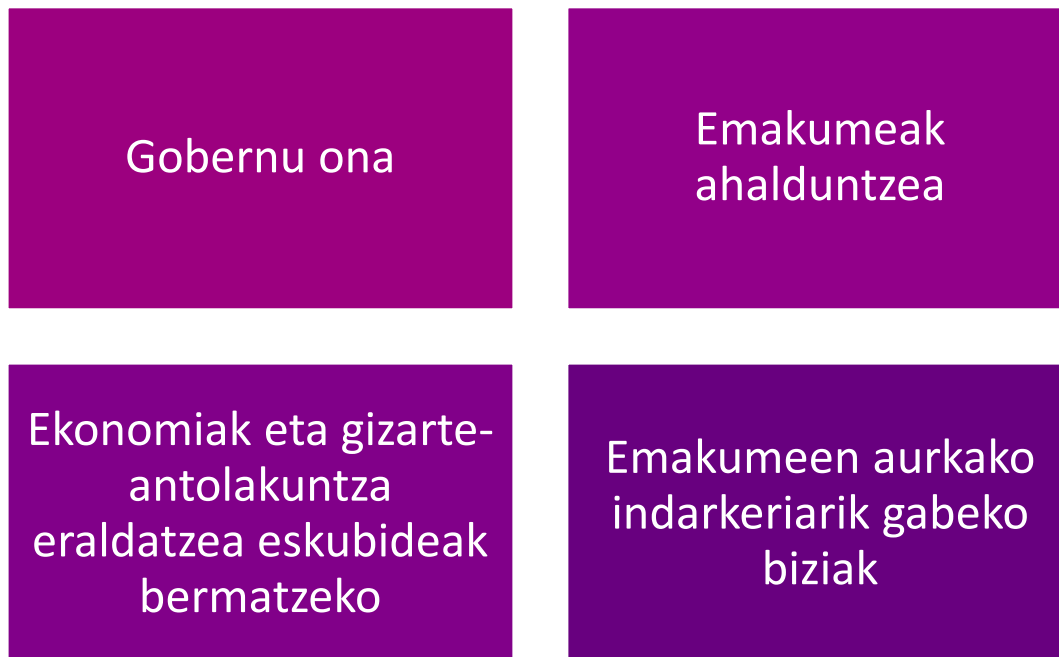 Gobernu ona
Emakumeak
ahalduntzea
Ekonomiak eta gizarte-
antolakuntza
eraldatzea eskubideak
bermatzeko
Emakumeen aurkako
indarkeriarik gabeko
biziak